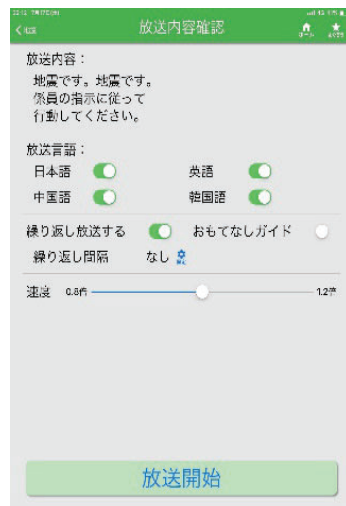 放送内容確認
ホーム
放送内容：
地震です。地震です。
係員の指示に従って
行動してください。
放送言語：
日本語 英語
中国語 韓国語
繰り返し放送する おもてなしガイド
繰り返し間隔 なし
速度 0.8倍 1.2倍
放送開始